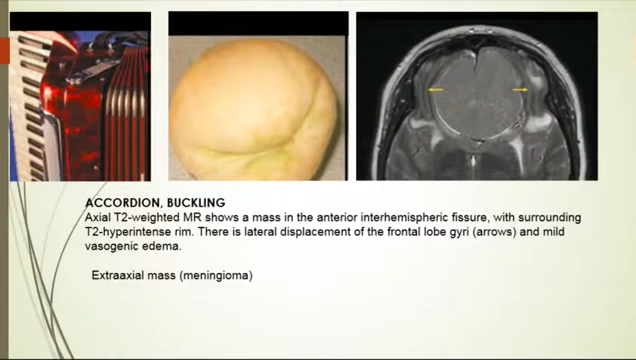 ACCORDION, BUCKLING
Axial T2-weighted MR shows a mass in the anterior interhemispheric fissure, with surrounding
T2-hyperintense rim. There is lateral displacement of the frontal lobe gyri (arrows) and mild
vasogenic edema.
Extraaxial mass (meningioma)